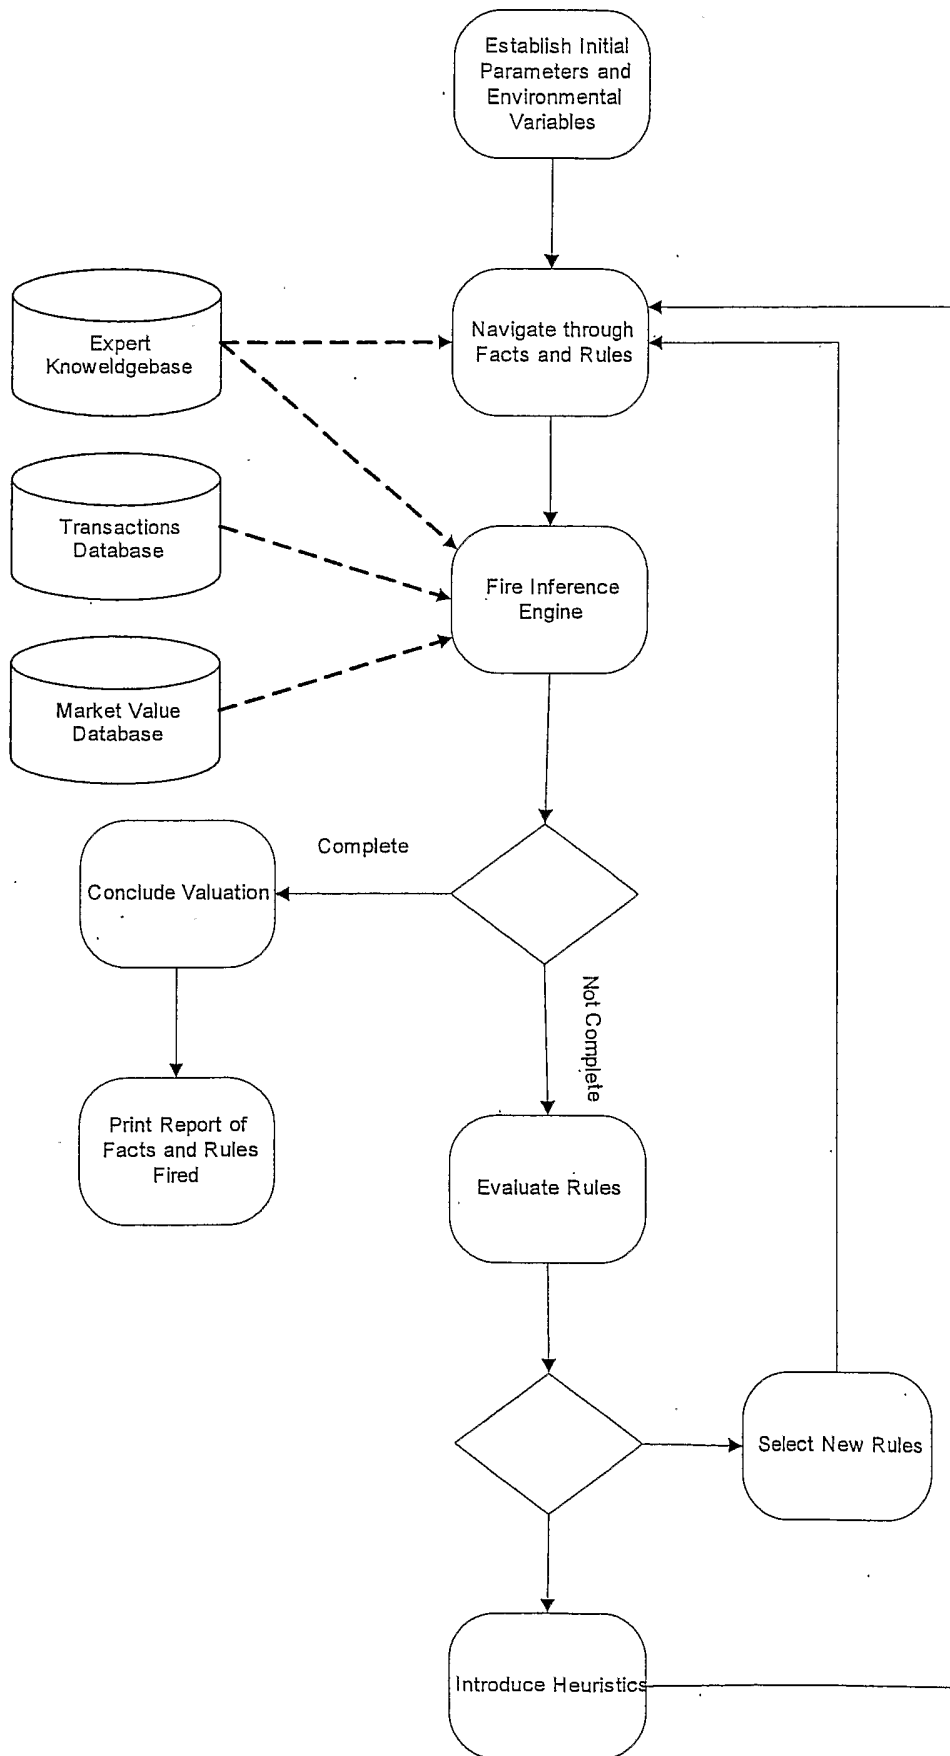 Establish Initial
Parameters and
Environmental
Variables
Expert
Knoweldgebase
Navigate through
Facts and Rules
Transactions
Database
Fire Inference
Engine
Market Value
Database
Complete
Conclude Valuation
Not Complete
Print Report of
Facts and Rules
Fired
Evaluate Rules
Select New Rules
Introduce Heuristics